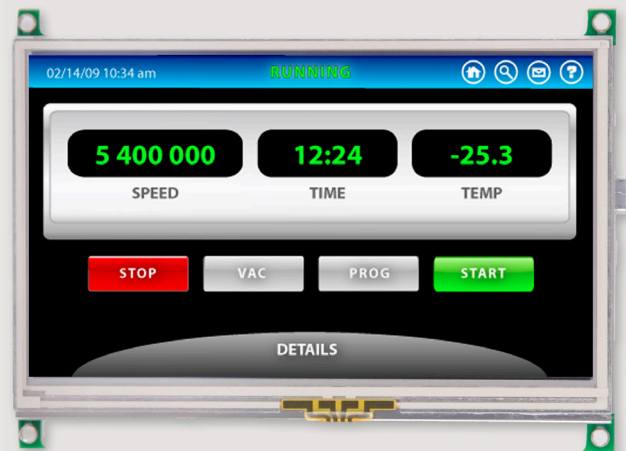 02/14/09 10:34 am RUNNING
5 400 000 12:24 -25.3
SPEED TIME TEMP
STOP VAC PROG START
DETAILS